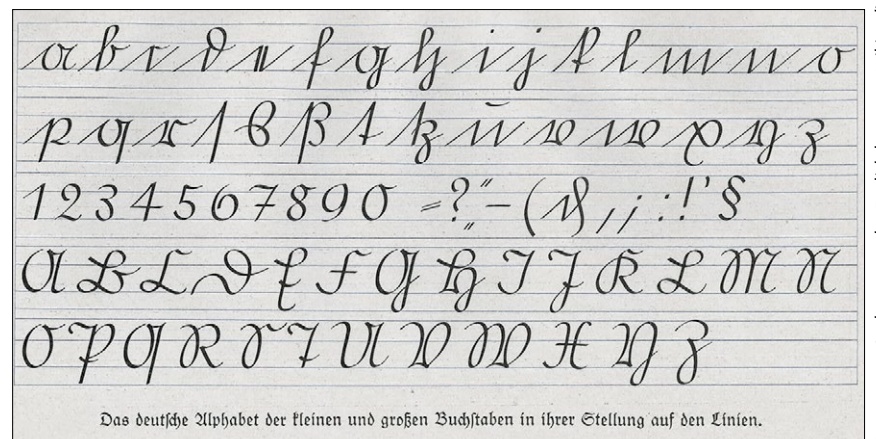 a b c d e f g h i j k l m n o
p q r ſ s ß t tz ŭ v w x y z
1 2 3 4 5 6 7 8 9 0 = ? „ “ – ( , ; : ! ' §
A B C D E F G H I J K L M N
O P Q R S T U V W X Y Z
Das deutſche Alphabet der kleinen und großen Buchſtaben in ihrer Stellung auf den Linien.